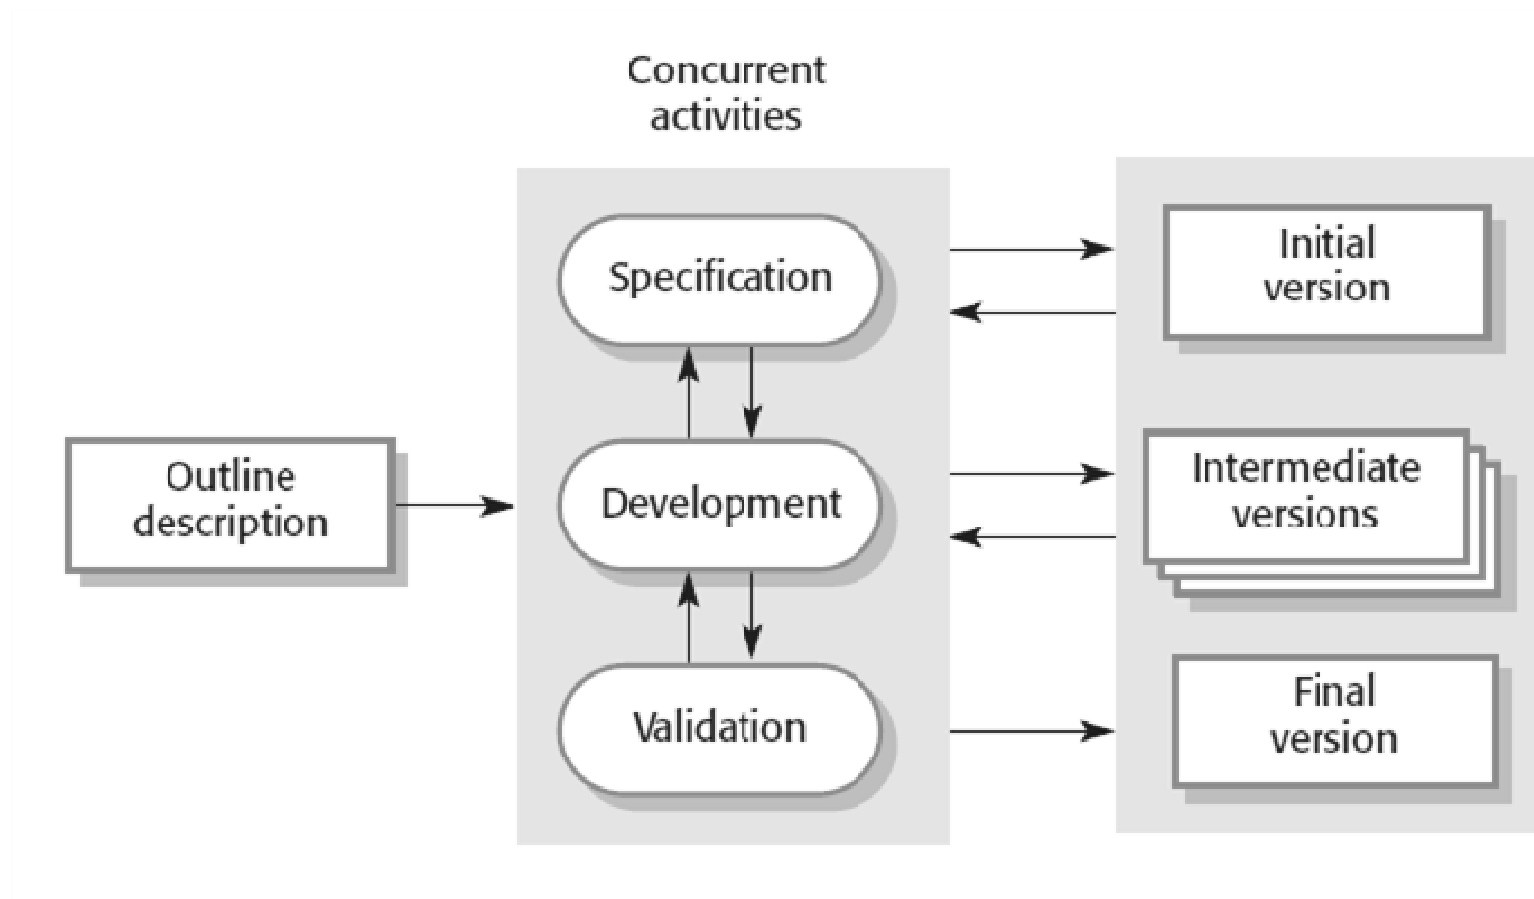 Concurrent
activities
Specification
Initial
version
Outline
description
Development
Intermediate
versions
Validation
Final
version